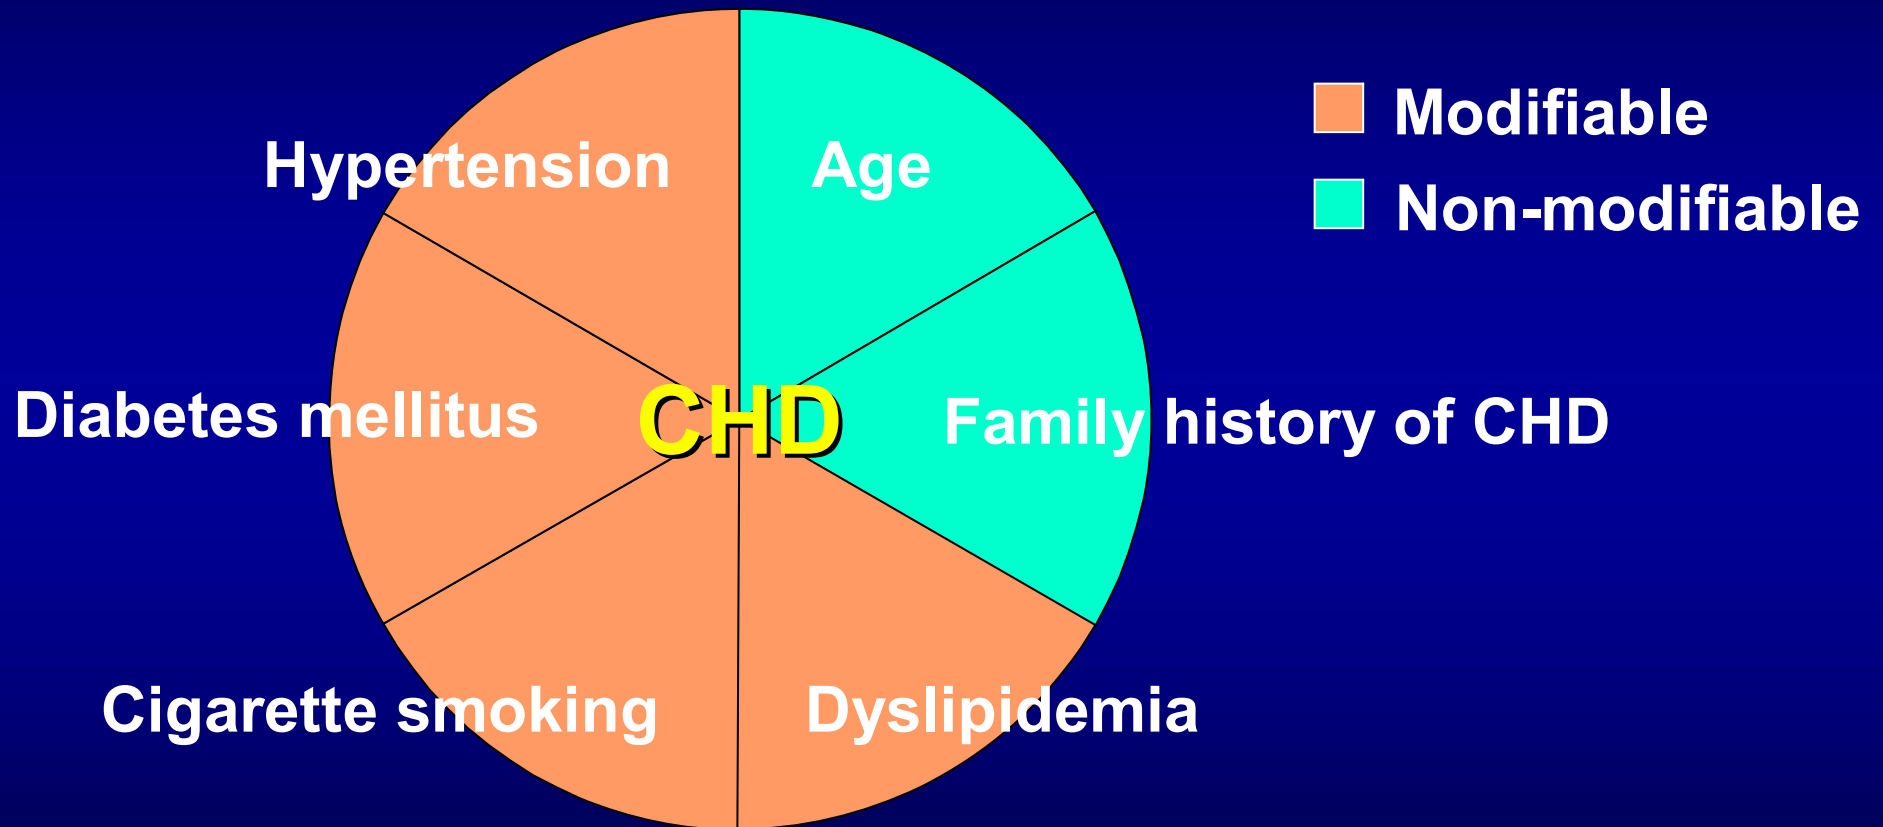 Hypertension
Age
Modifiable
Non-modifiable
Diabetes mellitus
CHD
Family history of CHD
Cigarette smoking
Dyslipidemia